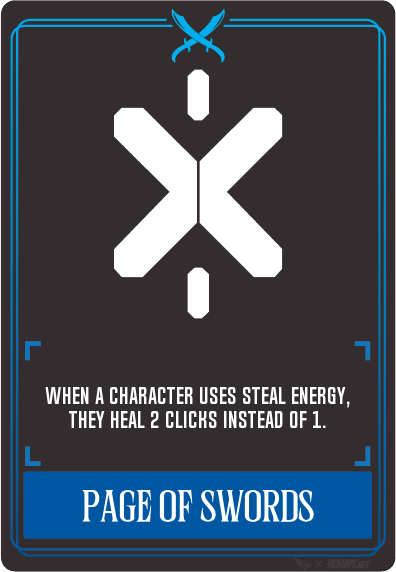 WHEN A CHARACTER USES STEAL ENERGY,
THEY HEAL 2 CLICKS INSTEAD OF 1.
PAGE OF SWORDS